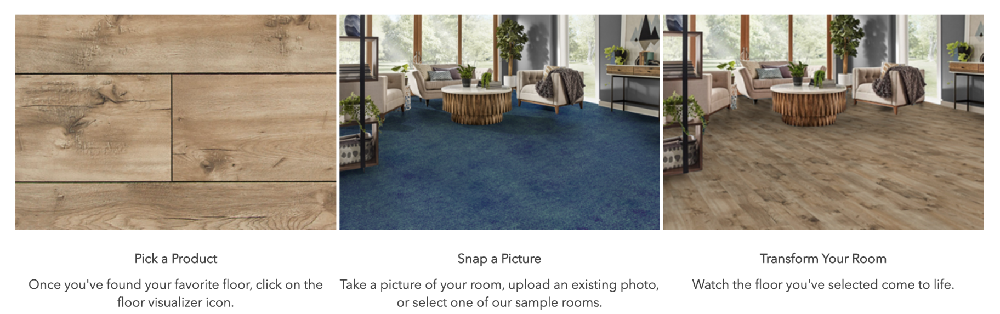 Pick a Product
Once you've found your favorite floor, click on the
floor visualizer icon.
Snap a Picture
Take a picture of your room, upload an existing photo,
or select one of our sample rooms.
Transform Your Room
Watch the floor you've selected come to life.